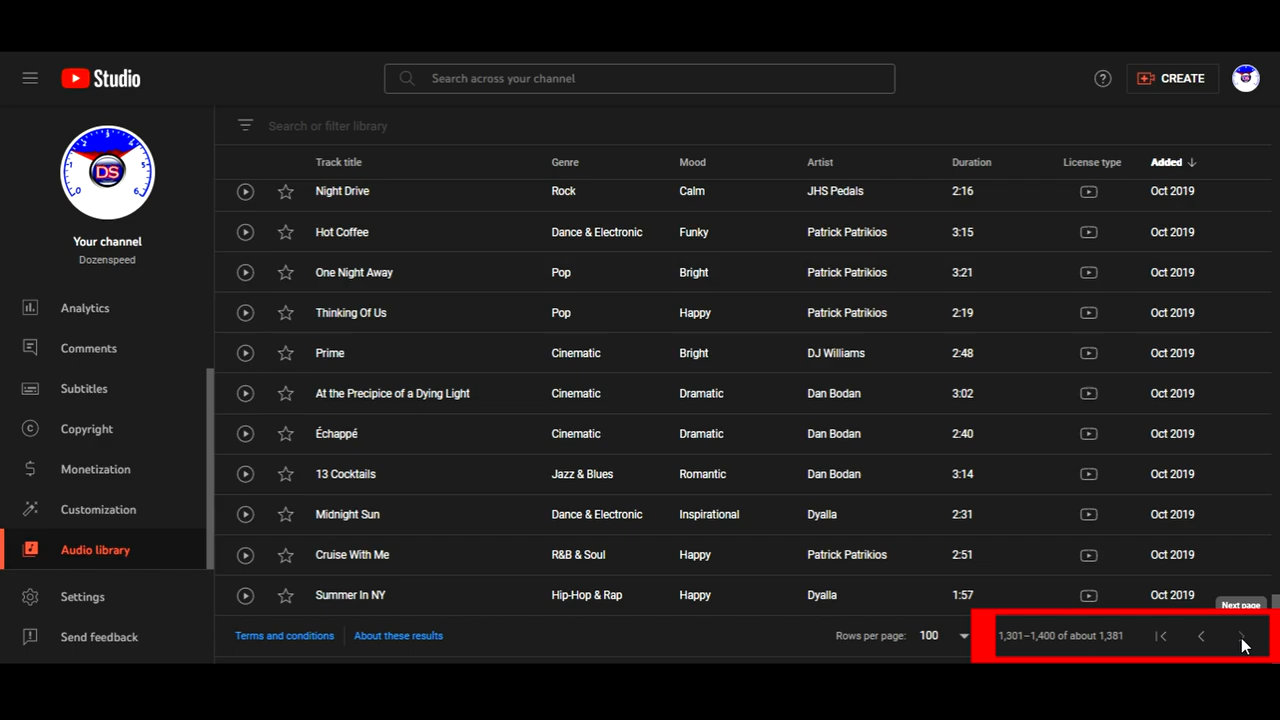 Studio
Search across your channel
?
CREATE
3
2 4
1 DS 5
0 6
Your channel
Dozenspeed
Analytics
Comments
Subtitles
Copyright
Monetization
Customization
Audio library
Settings
Send feedback
Search or filter library
Track title Genre Mood Artist Duration License type Added
Night Drive Rock Calm JHS Pedals 2:16 Oct 2019
Hot Coffee Dance & Electronic Funky Patrick Patrikios 3:15 Oct 2019
One Night Away Pop Bright Patrick Patrikios 3:21 Oct 2019
Thinking Of Us Pop Happy Patrick Patrikios 2:19 Oct 2019
Prime Cinematic Bright DJ Williams 2:48 Oct 2019
At the Precipice of a Dying Light Cinematic Dramatic Dan Bodan 3:02 Oct 2019
Échappé Cinematic Dramatic Dan Bodan 2:40 Oct 2019
13 Cocktails Jazz & Blues Romantic Dan Bodan 3:14 Oct 2019
Midnight Sun Dance & Electronic Inspirational Dyalla 2:31 Oct 2019
Cruise With Me R&B & Soul Happy Patrick Patrikios 2:51 Oct 2019
Summer In NY Hip-Hop & Rap Happy Dyalla 1:57 Oct 2019
Next page
Terms and conditions About these results Rows per page: 100 1,301–1,400 of about 1,381